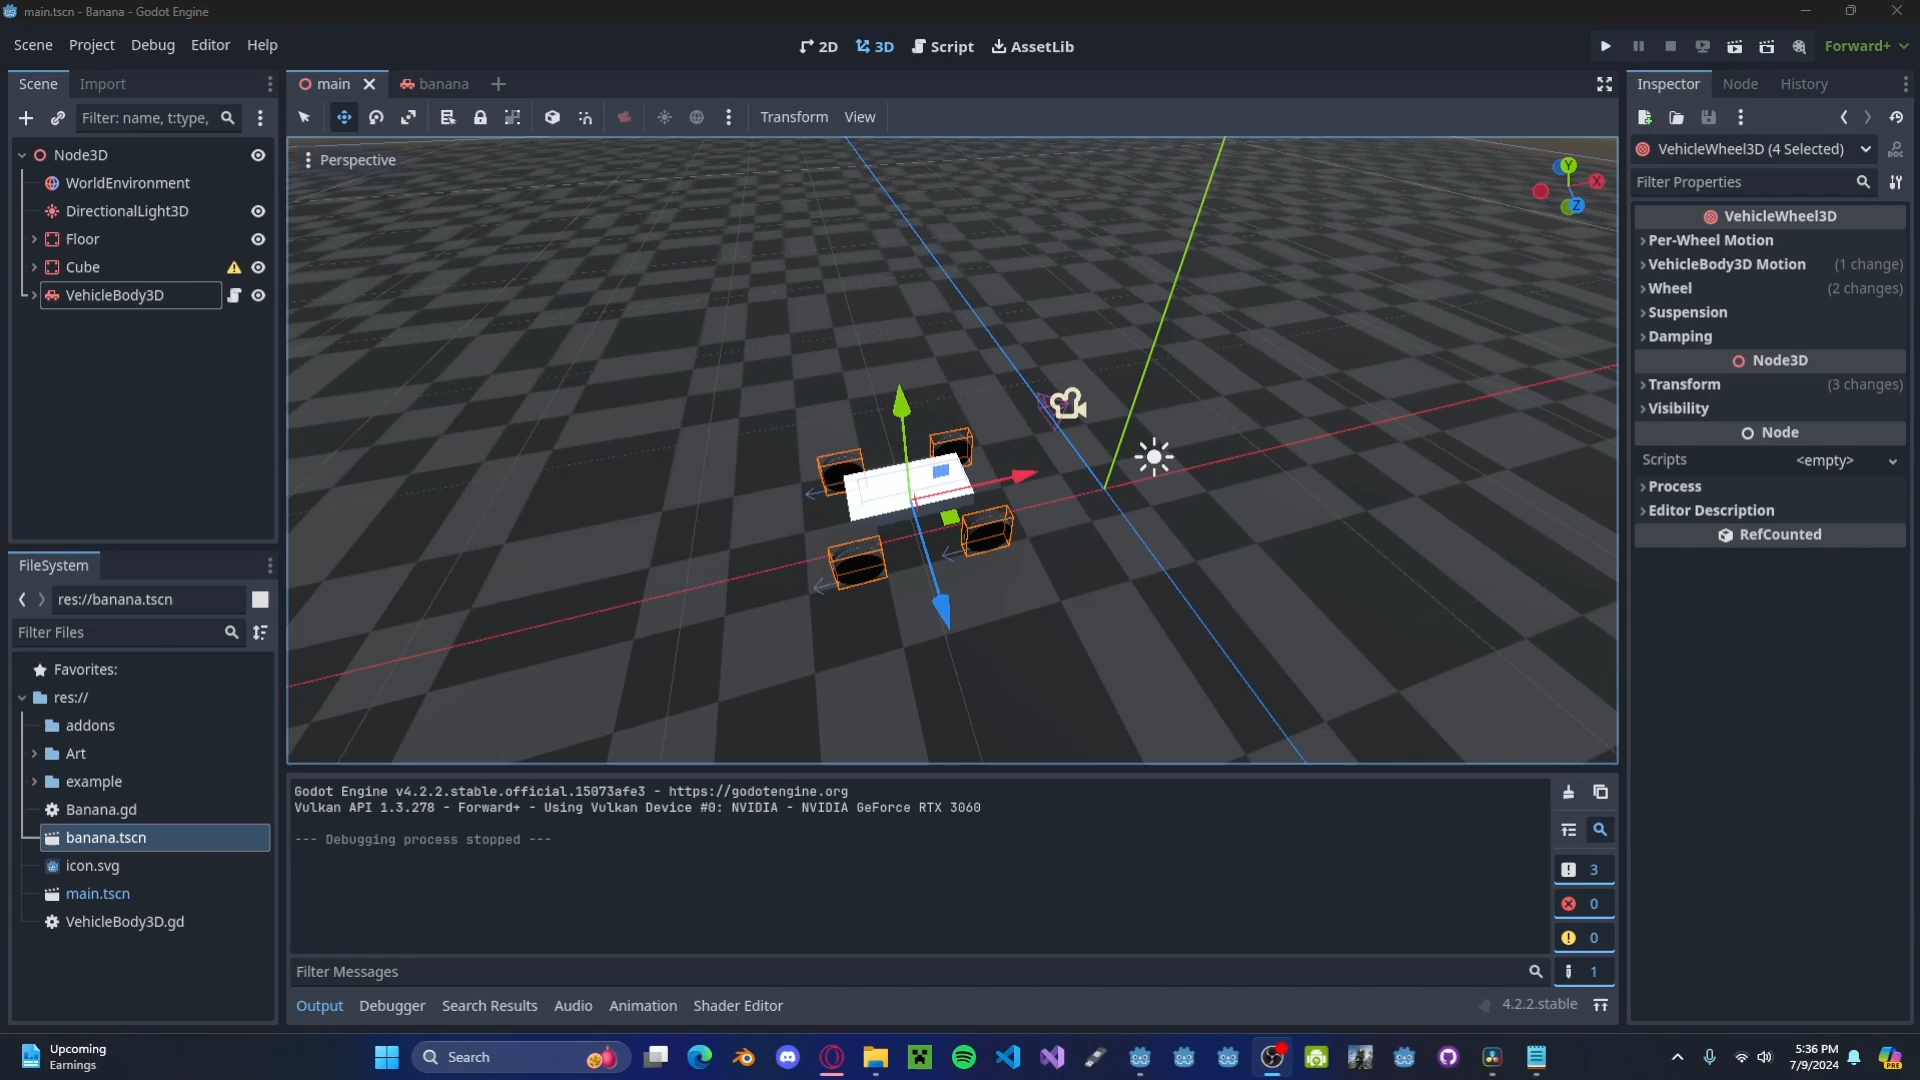 main.tscn - Banana - Godot Engine
Scene Project Debug Editor Help
2D 3D Script AssetLib
Forward+
Scene Import
main banana
Inspector Node History
Filter: name, t:type,
Transform View
Node3D
WorldEnvironment
DirectionalLight3D
Floor
Cube
VehicleBody3D
Perspective
Y
X
Z
VehicleWheel3D (4 Selected)
DOC
Filter Properties
VehicleWheel3D
Per-Wheel Motion
VehicleBody3D Motion (1 change)
Wheel (2 changes)
Suspension
Damping
Node3D
Transform (3 changes)
Visibility
Node
Scripts <empty>
Process
Editor Description
RefCounted
FileSystem
res://banana.tscn
Filter Files
Favorites:
res://
addons
Art
example
Banana.gd
banana.tscn
icon.svg
main.tscn
VehicleBody3D.gd
Godot Engine v4.2.2.stable.official.15073afe3 - https://godotengine.org
Vulkan API 1.3.278 - Forward+ - Using Vulkan Device #0: NVIDIA - NVIDIA GeForce RTX 3060
--- Debugging process stopped ---
3
0
0
1
Filter Messages
Output Debugger Search Results Audio Animation Shader Editor
4.2.2.stable
Upcoming
Earnings
Search
5:36 PM
7/9/2024
PRE